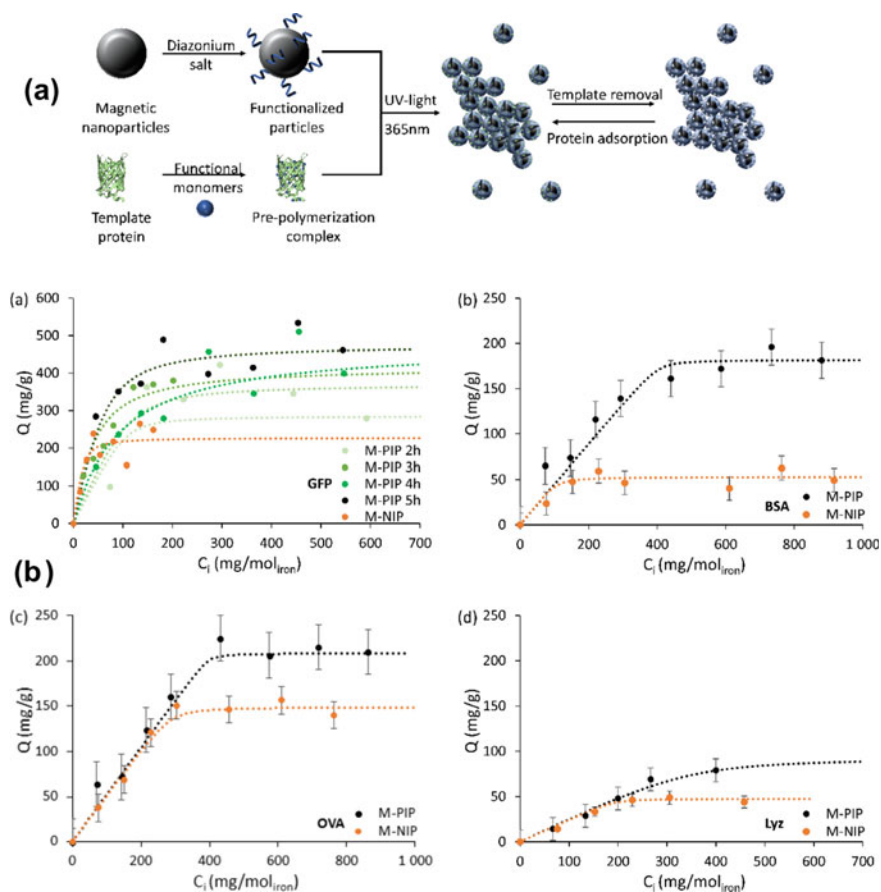 (a)
Diazonium
salt
Magnetic
nanoparticles
Functionalized
particles
UV-light
365nm
Template removal
Protein adsorption
Functional
monomers
Template
protein
Pre-polymerization
complex
(a)
600
500
400
300
200
100
0
Q (mg/g)
GFP
M-PIP 2h
M-PIP 3h
M-PIP 4h
M-PIP 5h
M-NIP
0 100 200 300 400 500 600 700
Ci (mg/moliron)
(b)
250
200
150
100
50
0
Q (mg/g)
BSA
M-PIP
M-NIP
0 200 400 600 800 1 000
Ci (mg/moliron)
(b)
(c)
250
200
150
100
50
0
Q (mg/g)
OVA
M-PIP
M-NIP
0 200 400 600 800 1 000
Ci (mg/moliron)
(d)
250
200
150
100
50
0
Q (mg/g)
Lyz
M-PIP
M-NIP
0 100 200 300 400 500 600 700
Ci (mg/moliron)